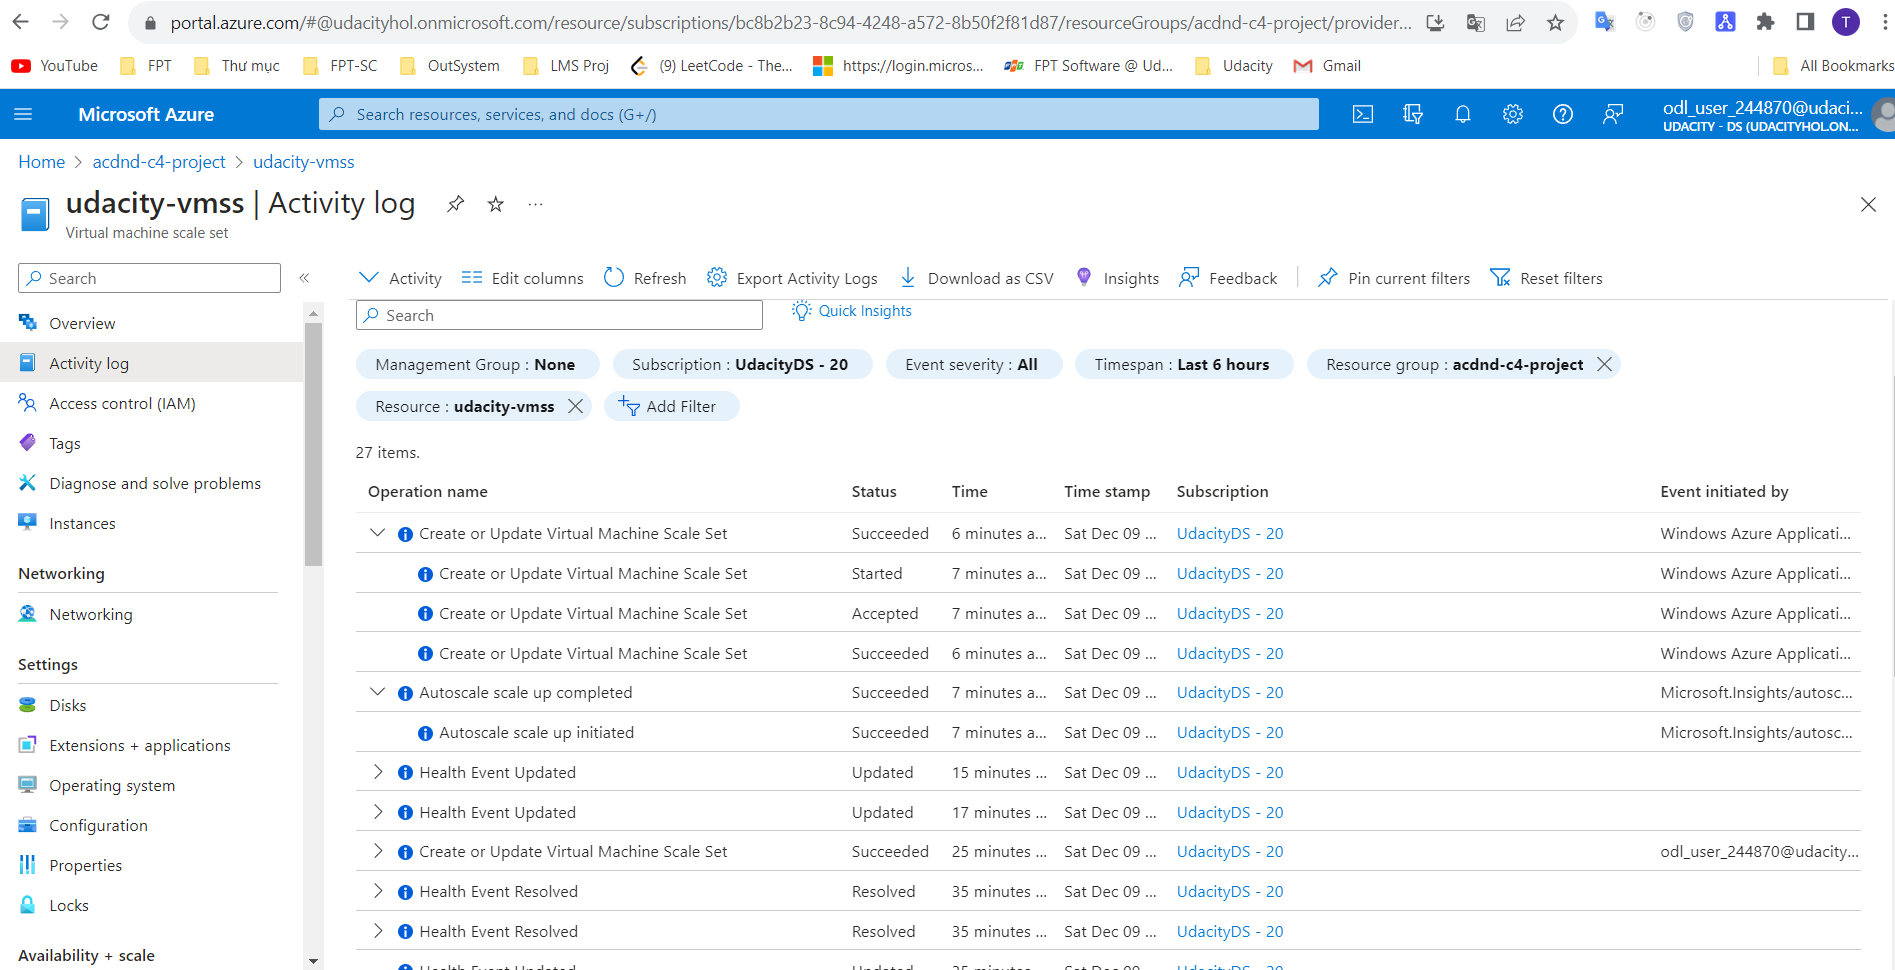 portal.azure.com/#@udacityhol.onmicrosoft.com/resource/subscriptions/bc8b2b23-8c94-4248-a572-8b50f2f81d87/resourceGroups/acdnd-c4-project/provider...
T
YouTube FPT Thư mục FPT-SC OutSystem LMS Proj (9) LeetCode - The... https://login.micros... FPT Software @ Ud... Udacity Gmail All Bookmarks
Microsoft Azure Search resources, services, and docs (G+/) odl_user_244870@udaci...
UDACITY - DS (UDACITYHOL.ON...
Home > acdnd-c4-project > udacity-vmss
udacity-vmss | Activity log ...
Virtual machine scale set
Search «
Activity Edit columns Refresh Export Activity Logs Download as CSV Insights Feedback Pin current filters Reset filters
Search Quick Insights
Overview
Activity log
Access control (IAM)
Tags
Diagnose and solve problems
Instances
Networking
Networking
Settings
Disks
Extensions + applications
Operating system
Configuration
Properties
Locks
Availability + scale
Management Group : None Subscription : UdacityDS - 20 Event severity : All Timespan : Last 6 hours Resource group : acdnd-c4-project
Resource : udacity-vmss Add Filter
27 items.
Operation name Status Time Time stamp Subscription Event initiated by
Create or Update Virtual Machine Scale Set Succeeded 6 minutes a... Sat Dec 09 ... UdacityDS - 20 Windows Azure Applicati...
Create or Update Virtual Machine Scale Set Started 7 minutes a... Sat Dec 09 ... UdacityDS - 20 Windows Azure Applicati...
Create or Update Virtual Machine Scale Set Accepted 7 minutes a... Sat Dec 09 ... UdacityDS - 20 Windows Azure Applicati...
Create or Update Virtual Machine Scale Set Succeeded 6 minutes a... Sat Dec 09 ... UdacityDS - 20 Windows Azure Applicati...
Autoscale scale up completed Succeeded 7 minutes a... Sat Dec 09 ... UdacityDS - 20 Microsoft.Insights/autosc...
Autoscale scale up initiated Succeeded 7 minutes a... Sat Dec 09 ... UdacityDS - 20 Microsoft.Insights/autosc...
Health Event Updated Updated 15 minutes ... Sat Dec 09 ... UdacityDS - 20
Health Event Updated Updated 17 minutes ... Sat Dec 09 ... UdacityDS - 20
Create or Update Virtual Machine Scale Set Succeeded 25 minutes ... Sat Dec 09 ... UdacityDS - 20 odl_user_244870@udacity...
Health Event Resolved Resolved 35 minutes ... Sat Dec 09 ... UdacityDS - 20
Health Event Resolved Resolved 35 minutes ... Sat Dec 09 ... UdacityDS - 20